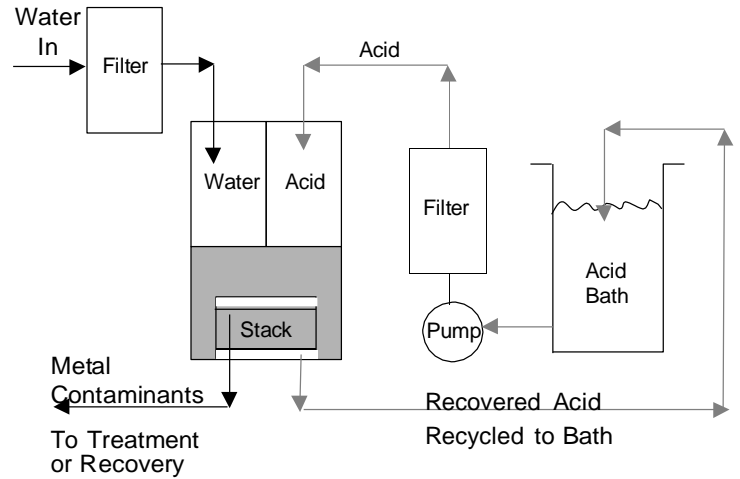 Water
In
Filter
Acid
Water
Acid
Filter
Acid
Bath
Stack
Pump
Metal
Contaminants
To Treatment
or Recovery
Recovered Acid
Recycled to Bath